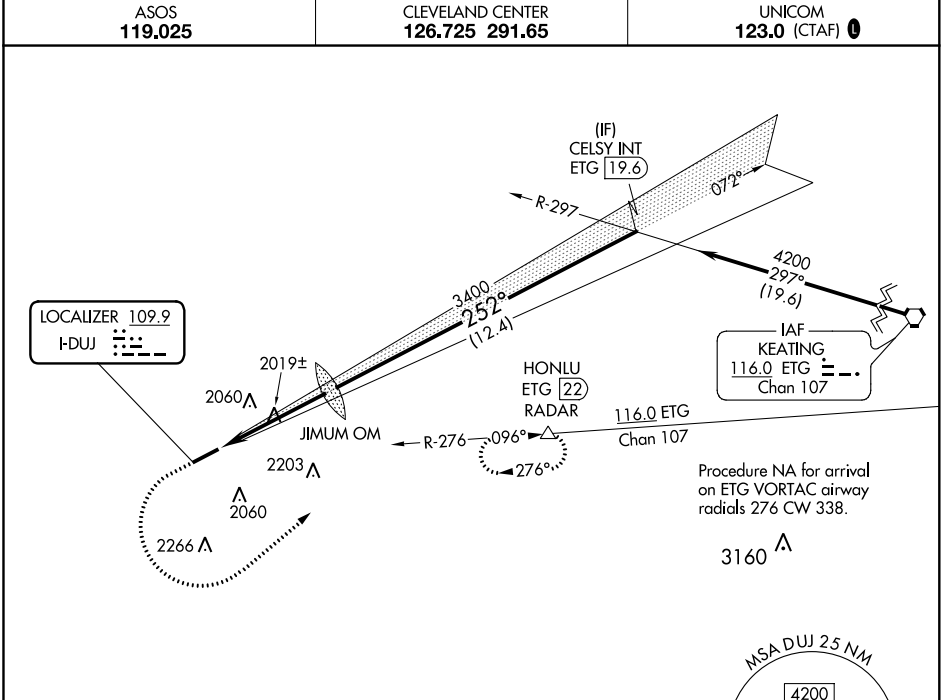 ASOS
119.025
CLEVELAND CENTER
126.725 291.65
UNICOM
123.0 (CTAF) L
(IF)
CELSY INT
ETG 19.6
072°
R-297
4200
297°
(19.6)
3400
252°
(12.4)
LOCALIZER 109.9
I-DUJ
IAF
KEATING
116.0 ETG
Chan 107
2019±
2060
HONLU
ETG 22
RADAR
JIMUM OM
116.0 ETG
Chan 107
R-276
096°
276°
2203
2060
2266
Procedure NA for arrival
on ETG VORTAC airway
radials 276 CW 338.
3160
MSA DUJ 25 NM
4200